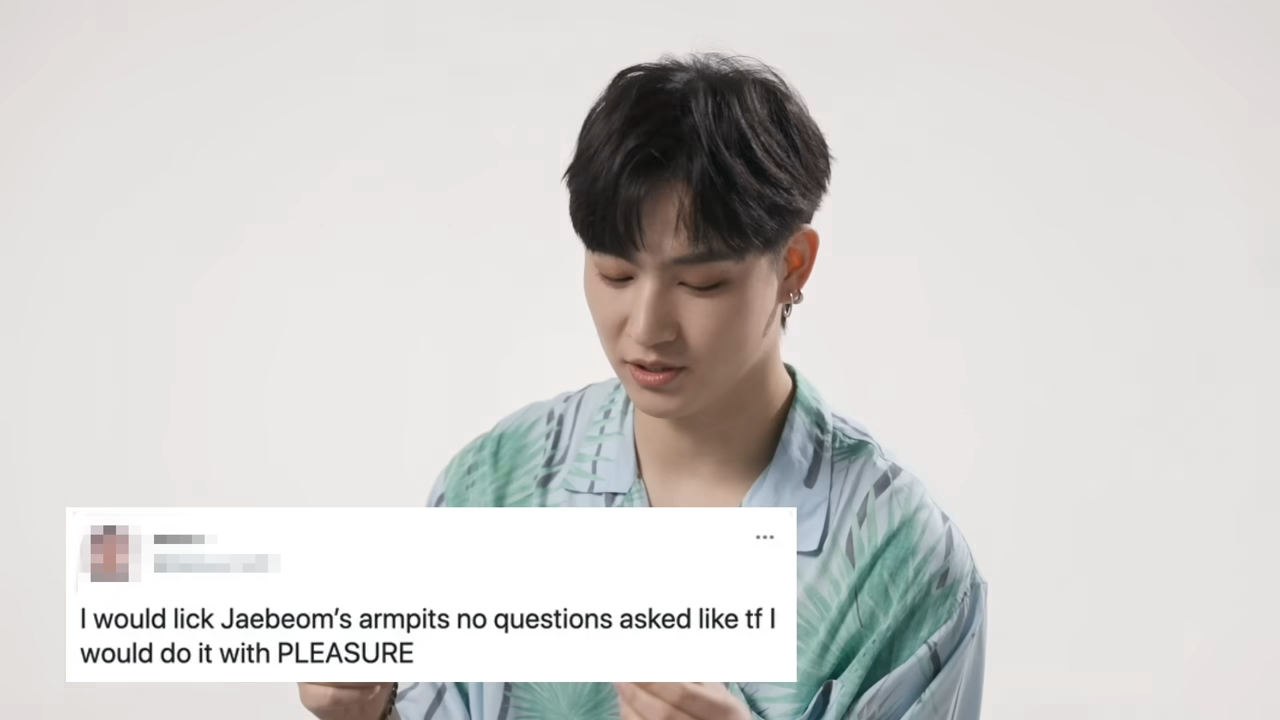 I would lick Jaebeom's armpits no questions asked like tf I
would do it with PLEASURE